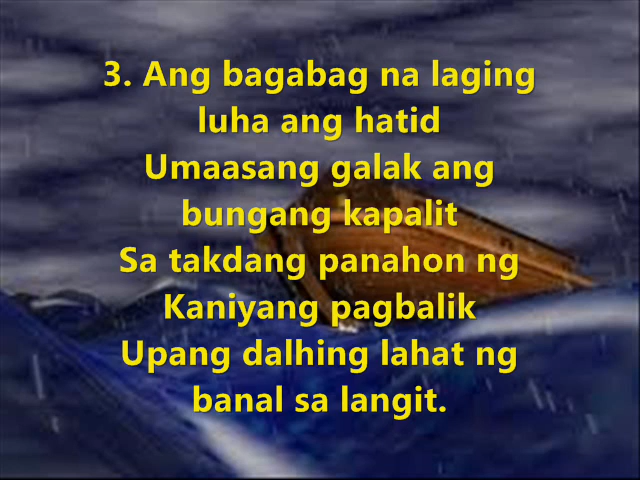 3. Ang bagabag na laging
luha ang hatid
Umaasang galak ang
bungang kapalit
Sa takdang panahon ng
Kaniyang pagbalik
Upang dalhing lahat ng
banal sa langit.